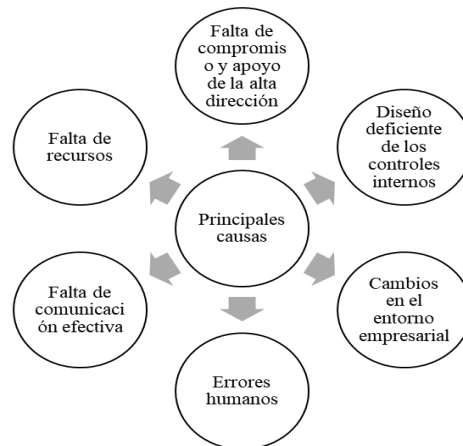 Falta de
compromis
o y apoyo
de la alta
dirección
Diseño
deficiente
de los
controles
internos
Cambios
en el
entorno
empresarial
Errores
humanos
Falta de
comunicaci
ón efectiva
Falta de
recursos
Principales
causas